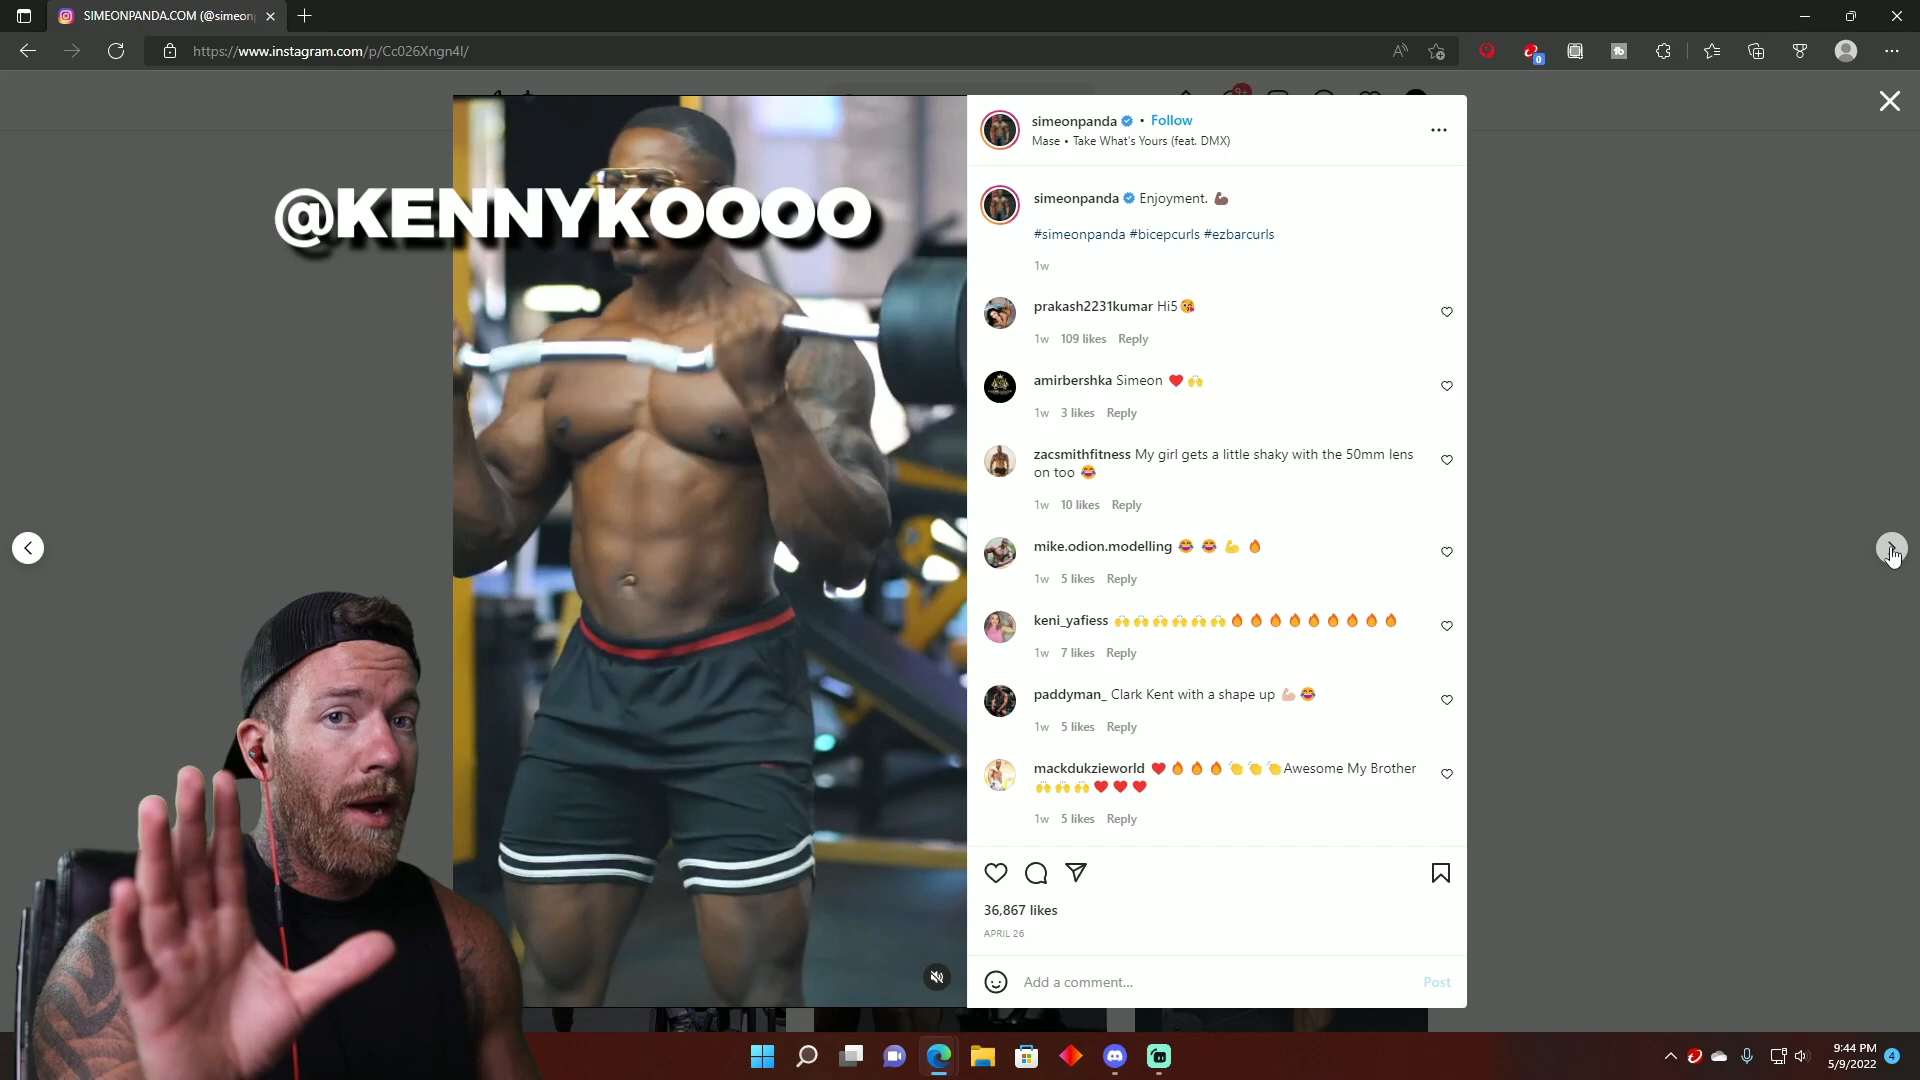 SIMEONPANDA.COM (@simeon
https://www.instagram.com/p/Cc026Xngn4I/
0
tb
9+
simeonpanda • Follow
Mase • Take What's Yours (feat. DMX)
@KENNYKOOOO
simeonpanda Enjoyment. 💪🏿
#simeonpanda #bicepcurls #ezbarcurls
1w
prakash2231kumar Hi5😘
1w 109 likes Reply
amirbershka Simeon ❤️ 🙌
1w 3 likes Reply
zacsmithfitness My girl gets a little shaky with the 50mm lens
on too 😂
1w 10 likes Reply
mike.odion.modelling 😂 😂 💪 🔥
1w 5 likes Reply
keni_yafiess 🙌🙌🙌🙌🙌🙌🔥🔥🔥🔥🔥🔥🔥🔥🔥
1w 7 likes Reply
paddyman_ Clark Kent with a shape up 💪🏻😂
1w 5 likes Reply
mackdukzieworld ❤️🔥🔥🔥👏👏👏Awesome My Brother
🙌🙌🙌❤️❤️❤️
1w 5 likes Reply
36,867 likes
APRIL 26
Add a comment... Post
9:44 PM
5/9/2022
4